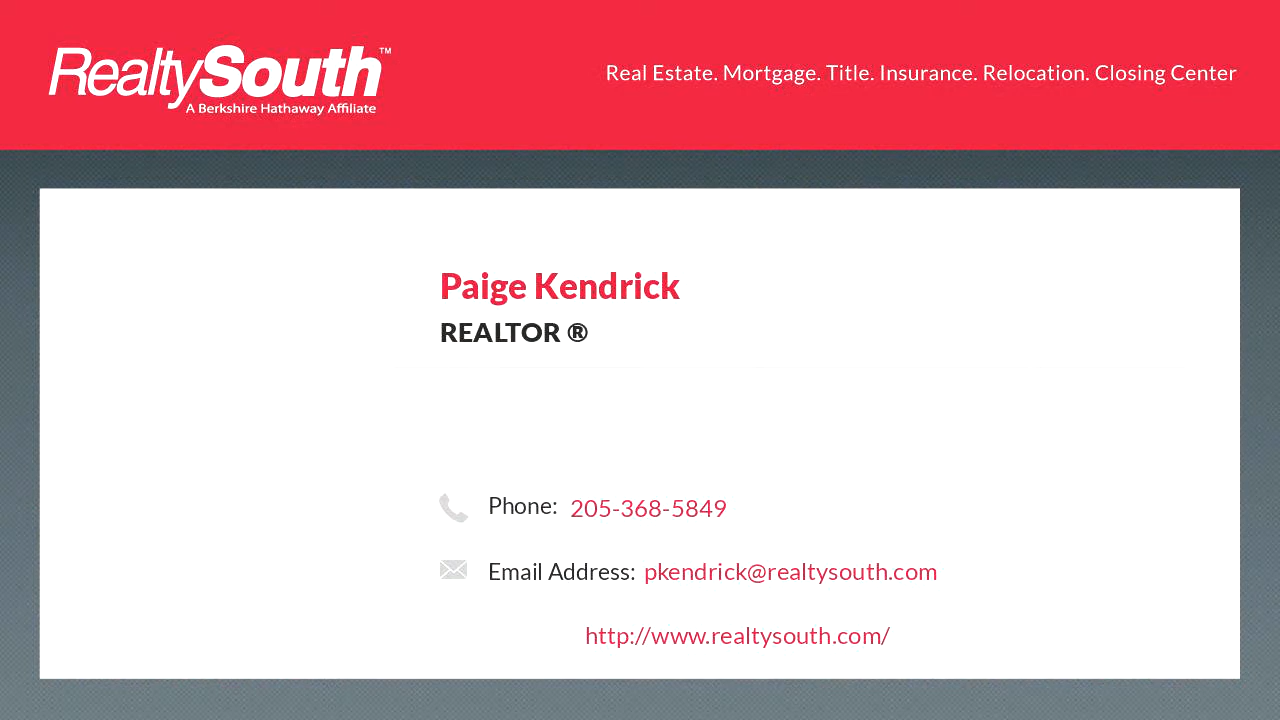 RealtySouth™
A Berkshire Hathaway Affiliate
Real Estate. Mortgage. Title. Insurance. Relocation. Closing Center
Paige Kendrick
REALTOR ®
Phone: 205-368-5849
Email Address: pkendrick@realtysouth.com
http://www.realtysouth.com/